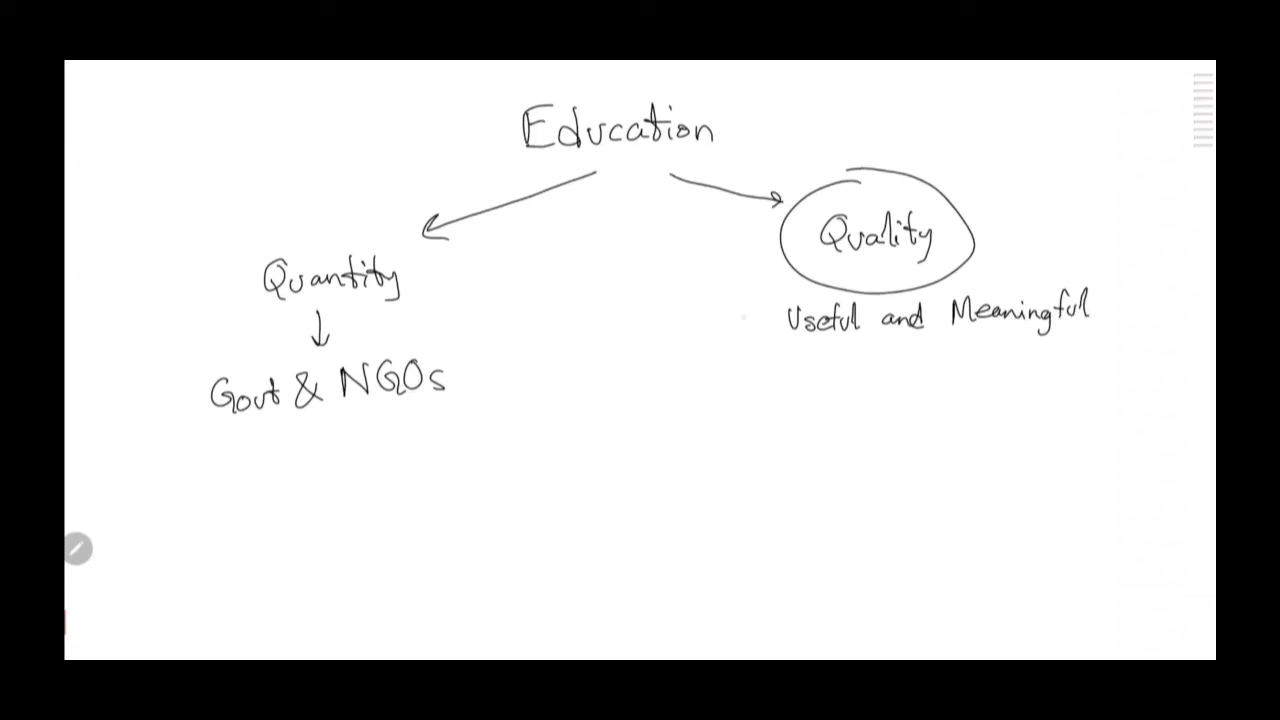 Education
Quantity
Quality
Useful and Meaningful
Govt & NGOs